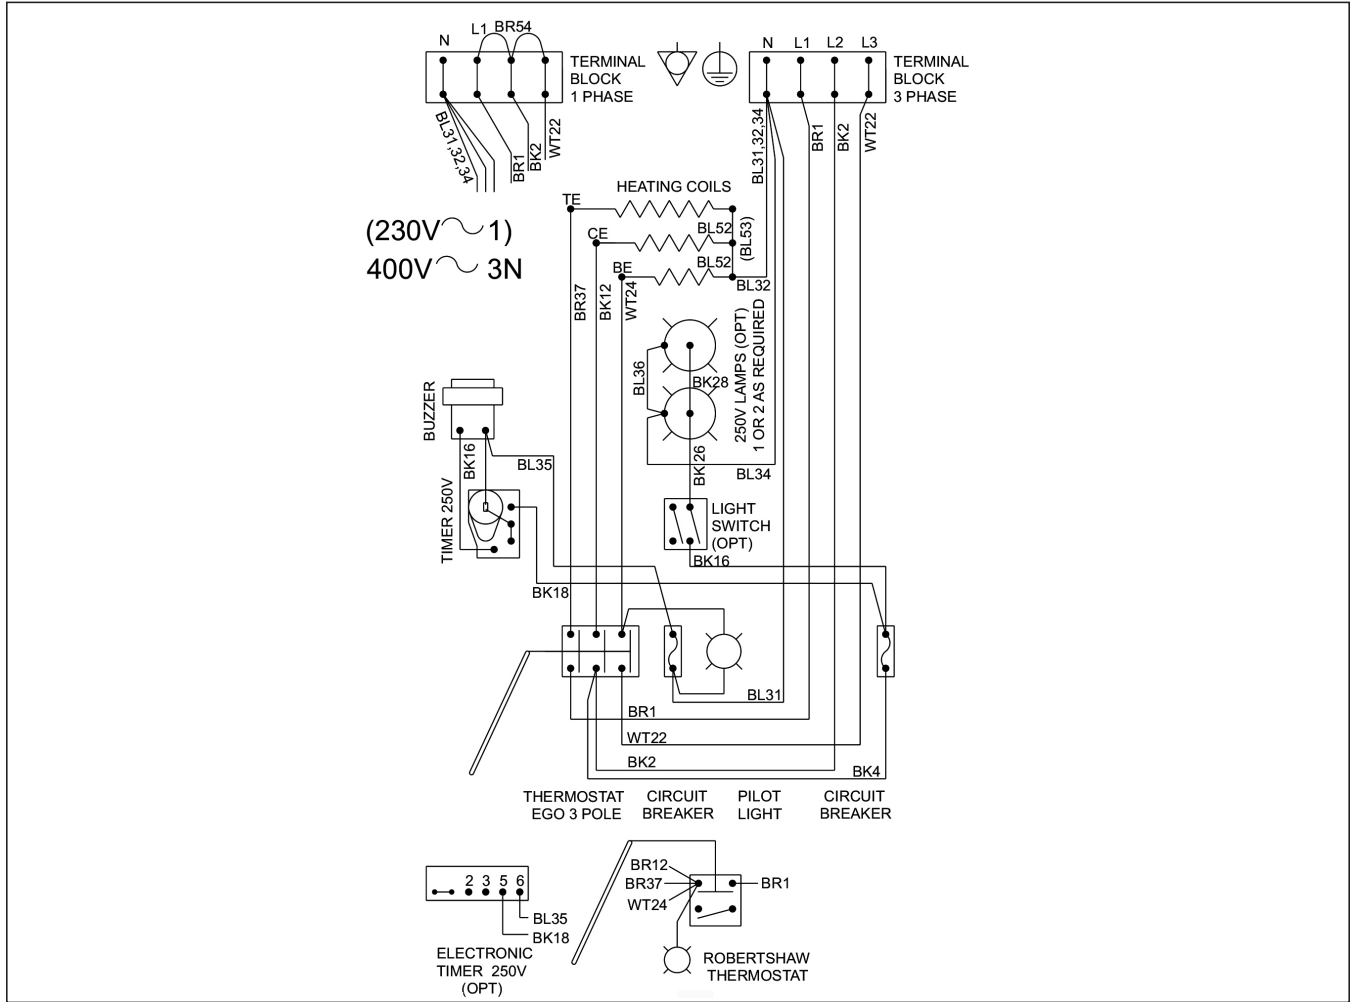 L1 BR54
N
TERMINAL
BLOCK
1 PHASE
BL31,32,34
BR1
BK2
WT22
N L1 L2 L3
TERMINAL
BLOCK
3 PHASE
BL31,32,34
BR1
BK2
WT22
(230V 1)
400V 3N
HEATING COILS
TE
CE
BE
BL52
BL52
(BL53)
BL32
BR37
BK12
WT24
250V LAMPS (OPT)
1 OR 2 AS REQUIRED
BL36
BK28
BK26
BL34
BUZZER
BK16
BL35
TIMER 250V
LIGHT
SWITCH
(OPT)
BK16
BK18
BL31
BR1
WT22
BK2
BK4
THERMOSTAT
EGO 3 POLE
CIRCUIT
BREAKER
PILOT
LIGHT
CIRCUIT
BREAKER
2 3 5 6
BL35
BK18
ELECTRONIC
TIMER 250V
(OPT)
BR12
BR37
WT24
BR1
ROBERTSHAW
THERMOSTAT